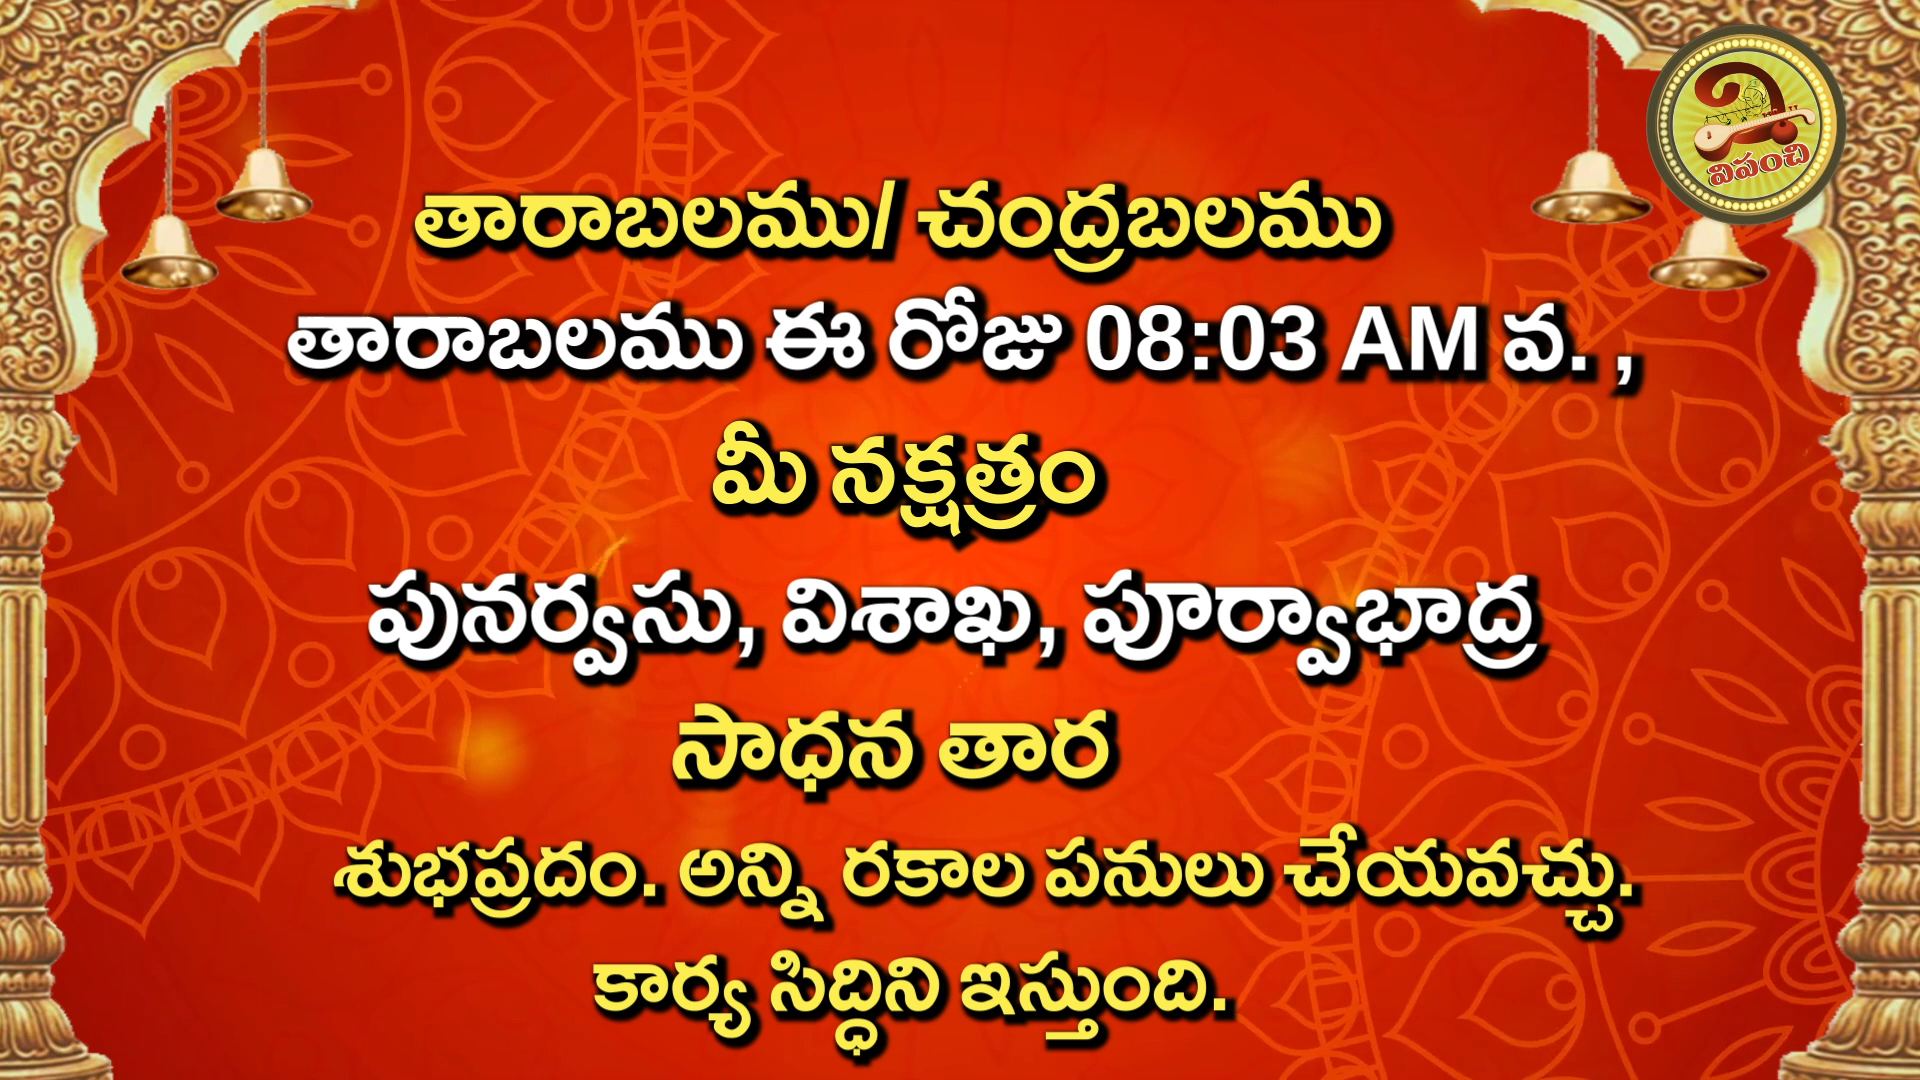 విపంచి
తారాబలము/ చంద్రబలము
తారాబలము ఈ రోజు 08:03 AM వ. ,
మీ నక్షత్రం
పునర్వసు, విశాఖ, పూర్వాభాద్ర
సాధన తార
శుభప్రదం. అన్ని రకాల పనులు చేయవచ్చు.
కార్య సిద్ధిని ఇస్తుంది.